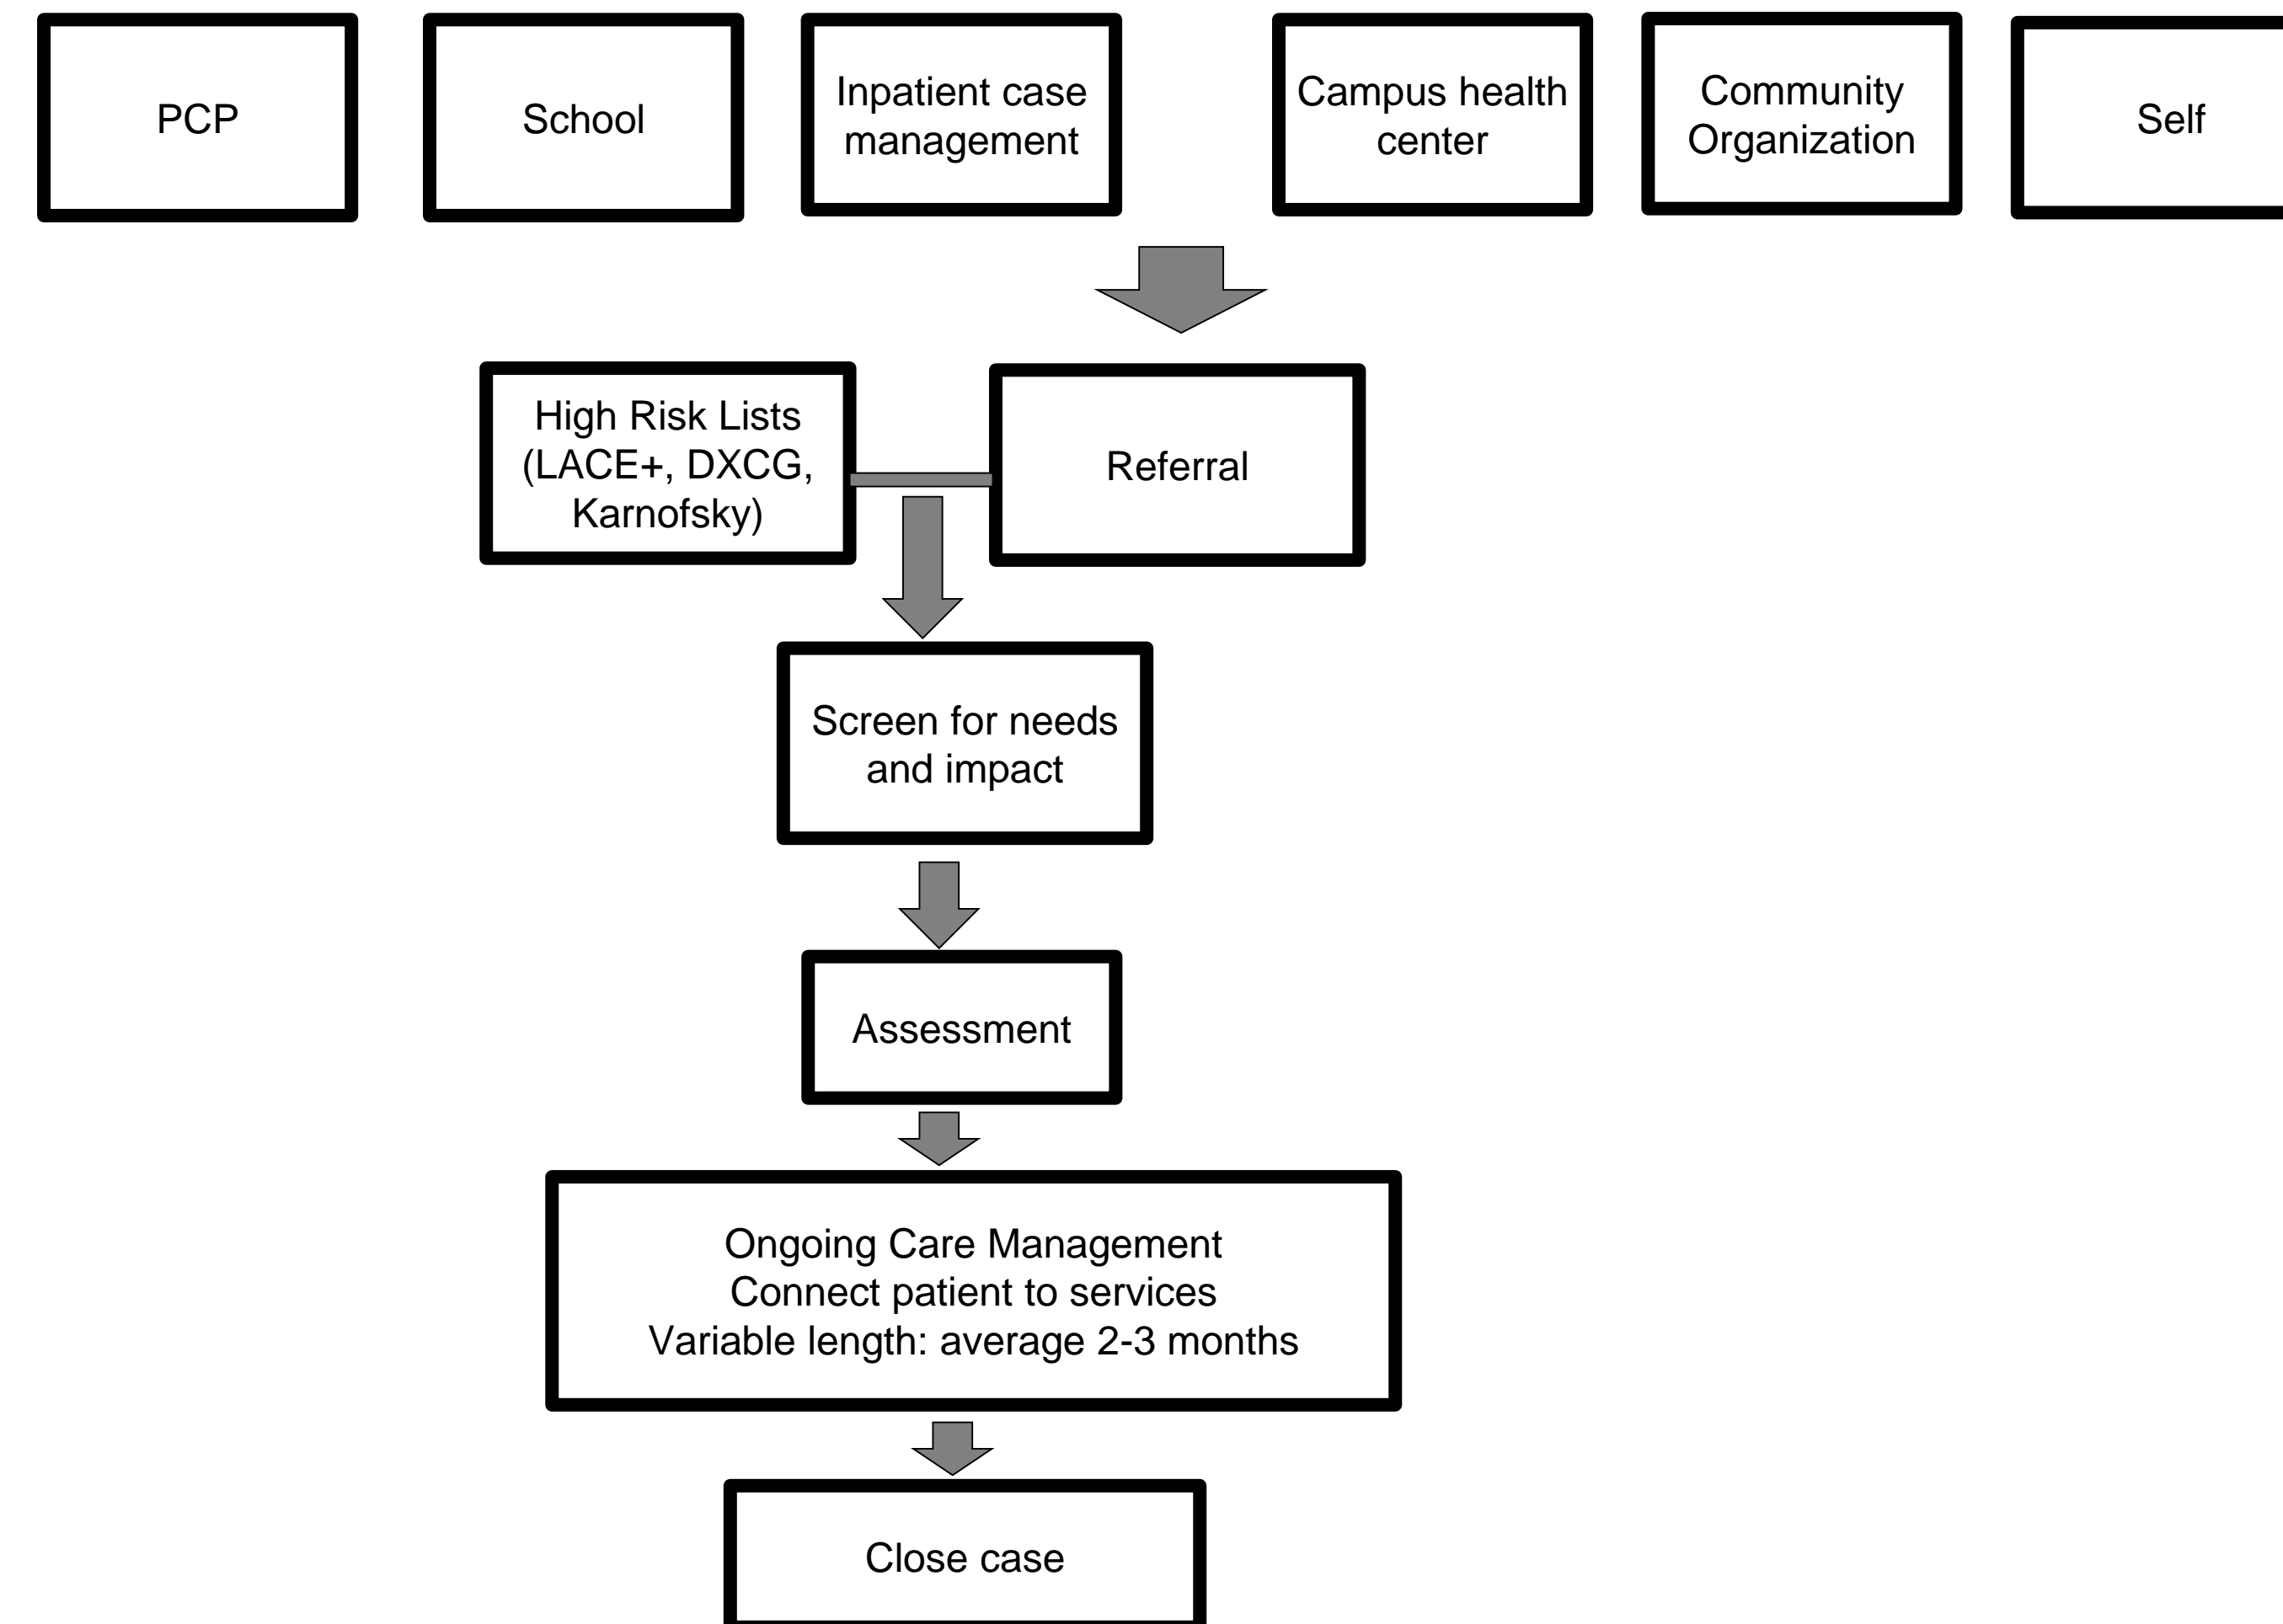 PCP
School
Inpatient case
management
Campus health
center
Community
Organization
Self
High Risk Lists
(LACE+, DXCG,
Karnofsky)
Referral
Screen for needs
and impact
Assessment
Ongoing Care Management
Connect patient to services
Variable length: average 2-3 months
Close case